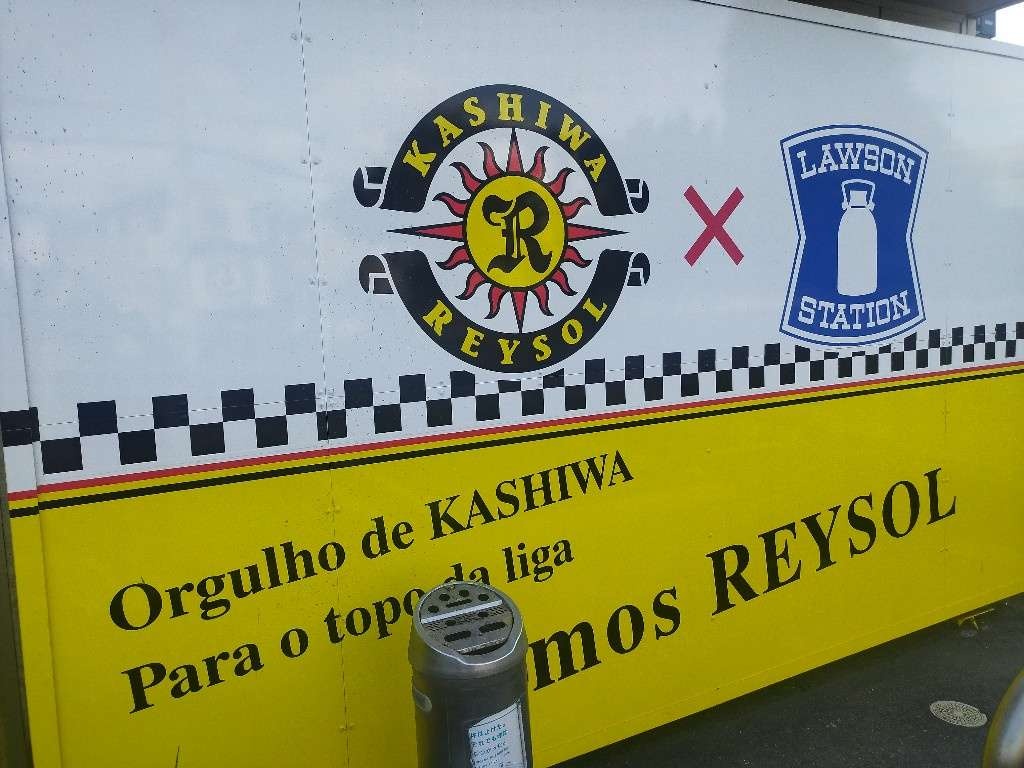 KASHIWA
REYSOL
×
LAWSON
STATION
Orgulho de KASHIWA
Para o topo da liga
mos REYSOL